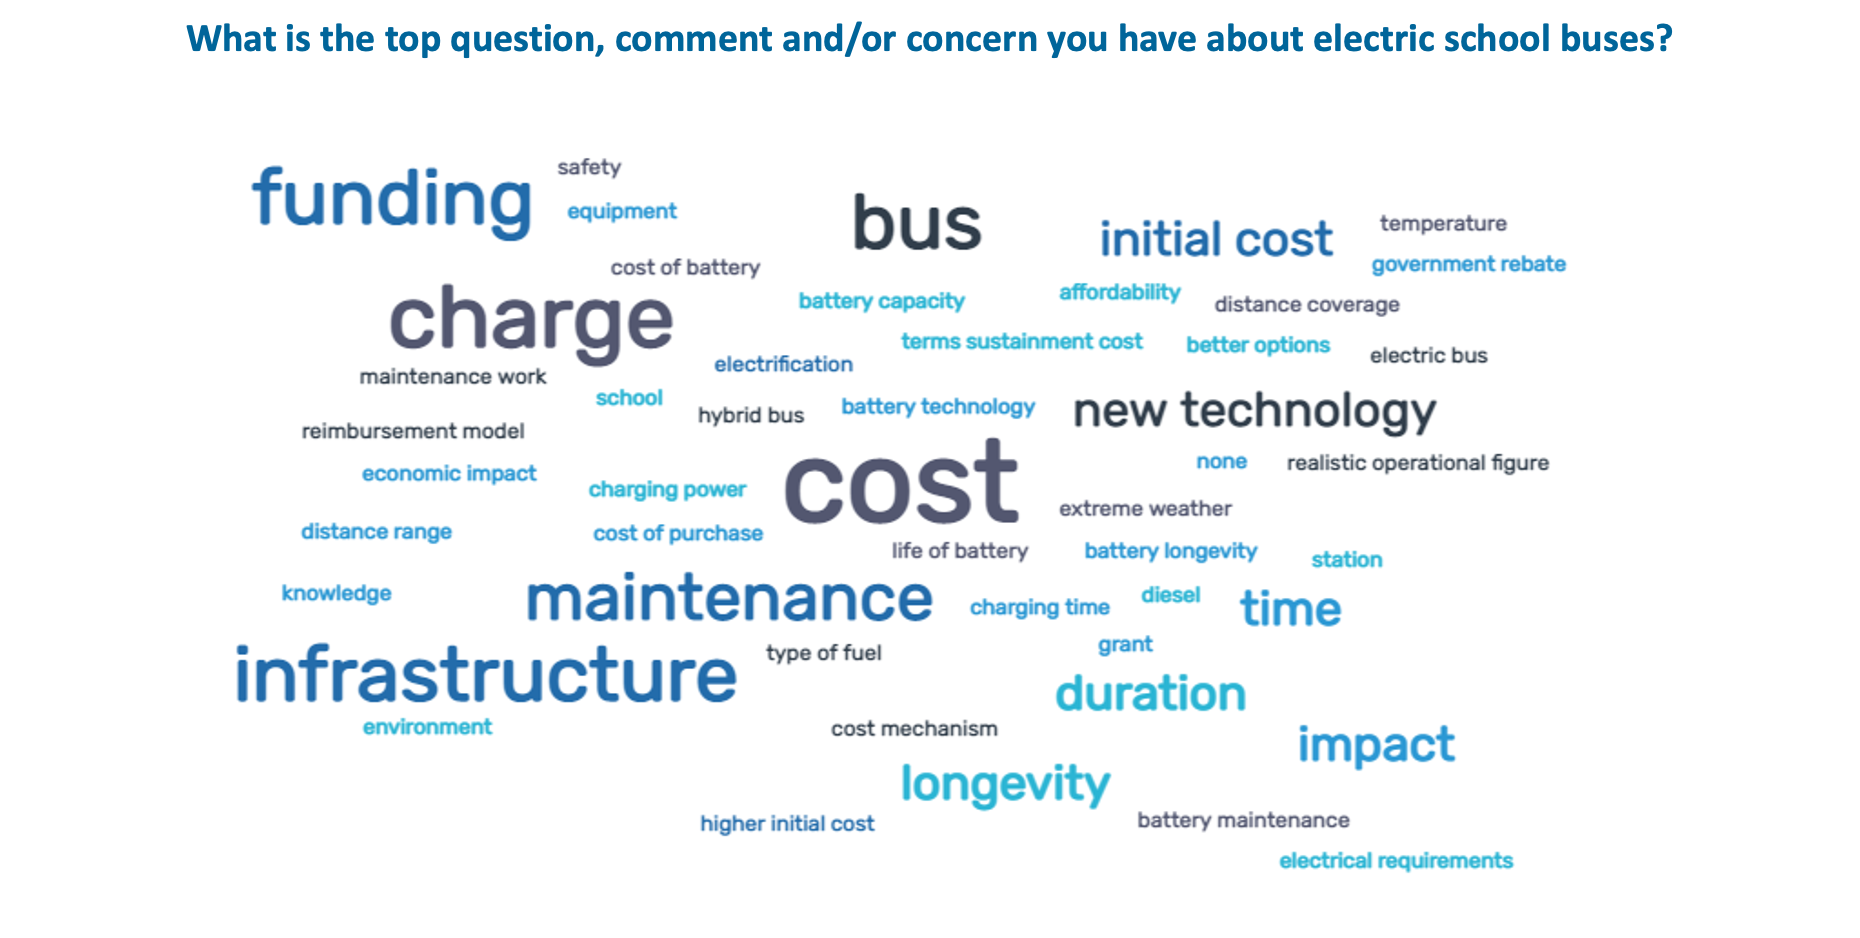 What is the top question, comment and/or concern you have about electric school buses?
safety
funding
equipment
bus
initial cost
temperature
government rebate
cost of battery
affordability
battery capacity
distance coverage
charge
terms sustainment cost
better options
electric bus
electrification
maintenance work
school
hybrid bus
battery technology
new technology
reimbursement model
none
realistic operational figure
economic impact
charging power
cost
extreme weather
distance range
cost of purchase
life of battery
battery longevity
station
knowledge
maintenance
charging time
diesel
time
grant
type of fuel
infrastructure
duration
environment
cost mechanism
impact
longevity
higher initial cost
battery maintenance
electrical requirements